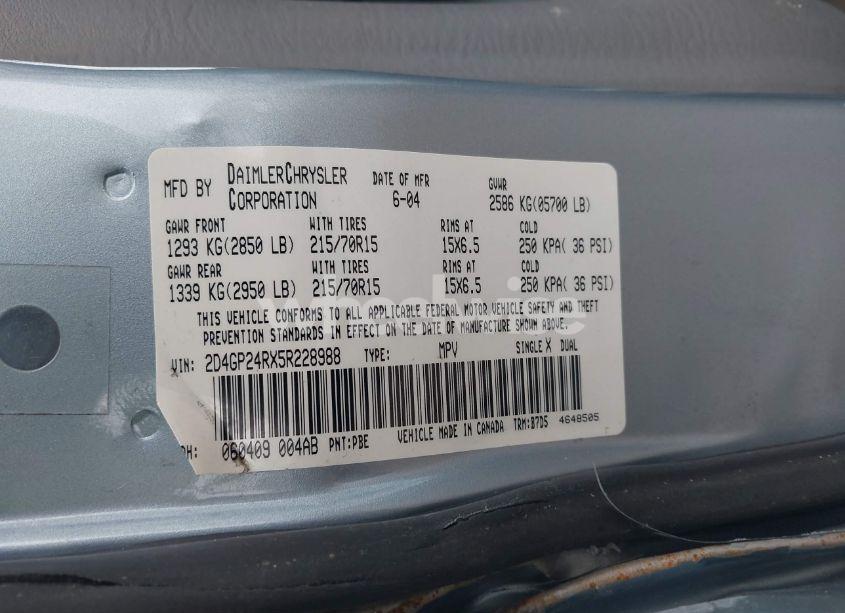 MFD BY DAIMLERCHRYSLER CORPORATION DATE OF MFR 6-04 GVWR 2586 KG(05700 LB)
GAWR FRONT WITH TIRES RIMS AT COLD
1293 KG(2850 LB) 215/70R15 15X6.5 250 KPA( 36 PSI)
GAWR REAR WITH TIRES RIMS AT COLD
1339 KG(2950 LB) 215/70R15 15X6.5 250 KPA( 36 PSI)
THIS VEHICLE CONFORMS TO ALL APPLICABLE FEDERAL MOTOR VEHICLE SAFETY AND THEFT
PREVENTION STANDARDS IN EFFECT ON THE DATE OF MANUFACTURE SHOWN ABOVE.
VIN: 2D4GP24RX5R228988 TYPE: MPV SINGLE X DUAL
060409 004AB PNT:PBE VEHICLE MADE IN CANADA TRM:B7D5 4648505